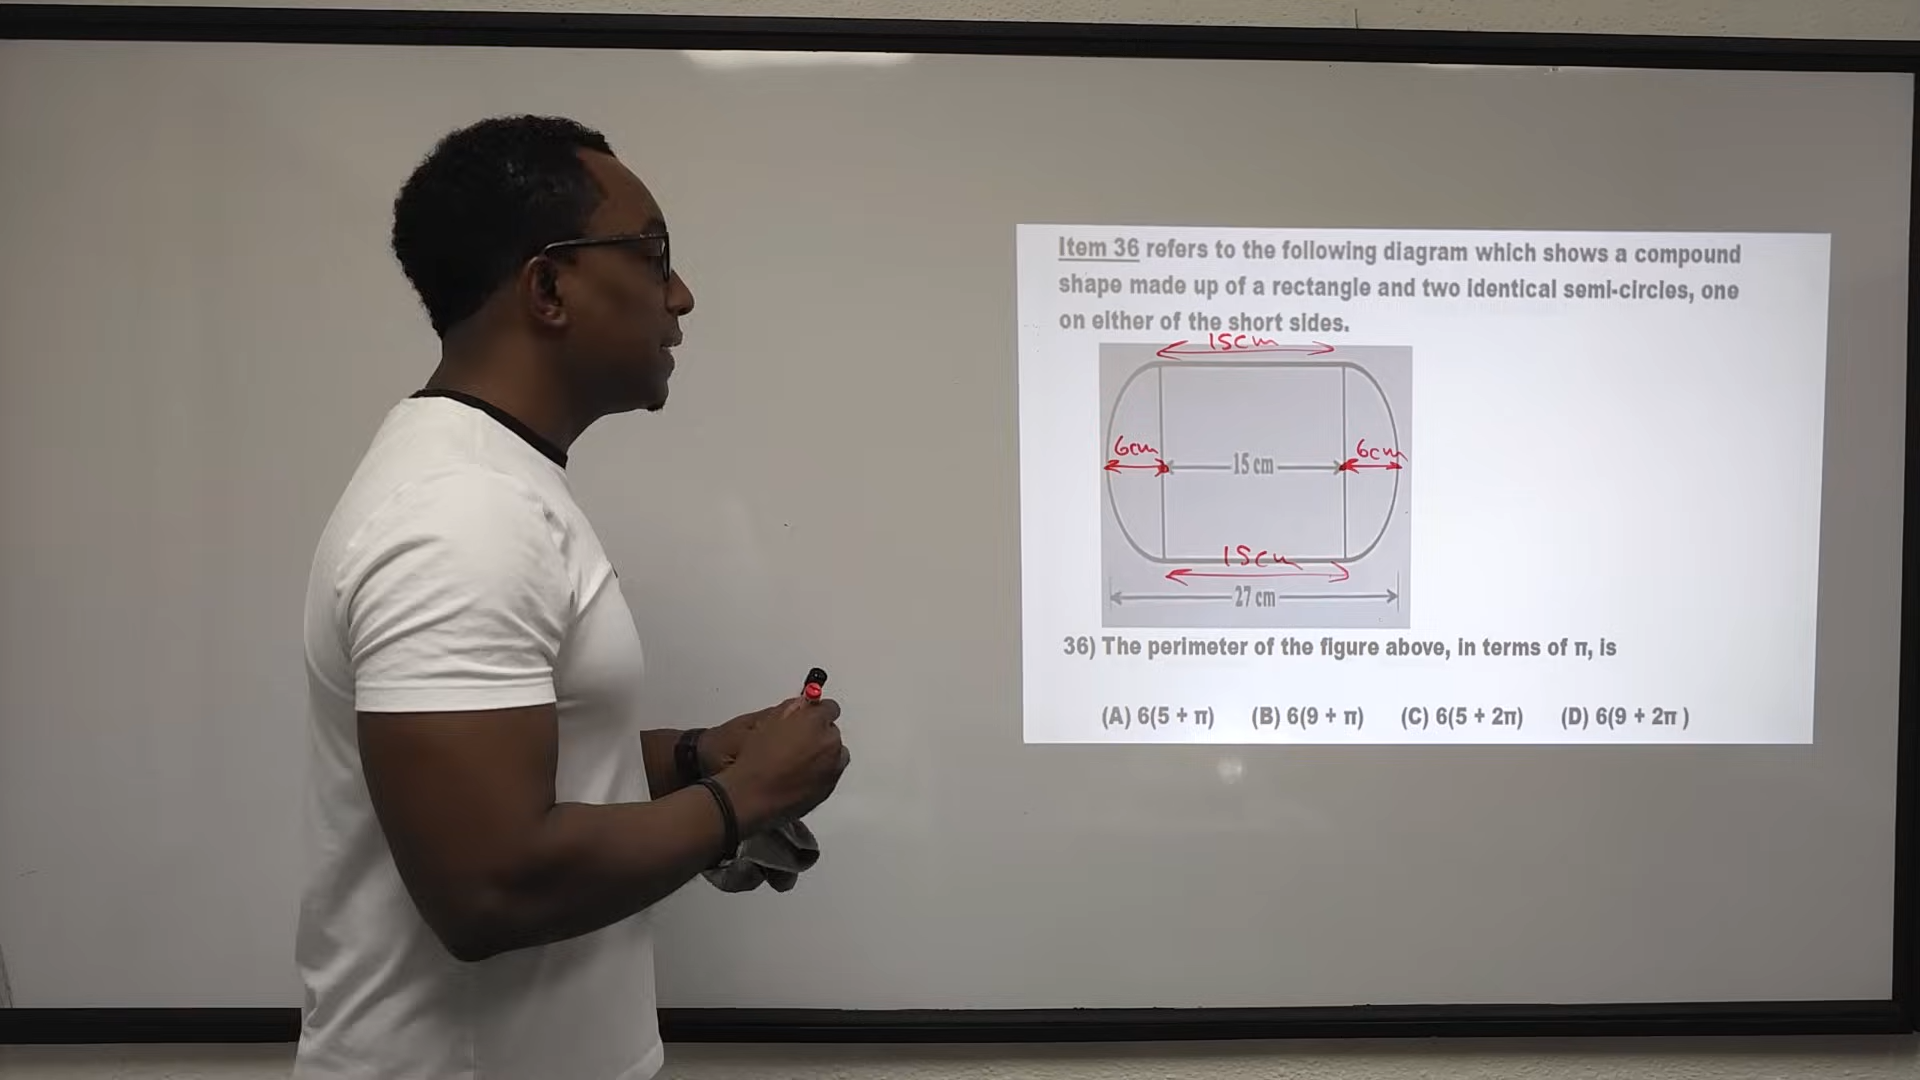 Item 36 refers to the following diagram which shows a compound
shape made up of a rectangle and two identical semi-circles, one
on either of the short sides.
15cm
6cm
15 cm
6cm
15cm
27 cm
36) The perimeter of the figure above, in terms of π, is
(A) 6(5 + π) (B) 6(9 + π) (C) 6(5 + 2π) (D) 6(9 + 2π )